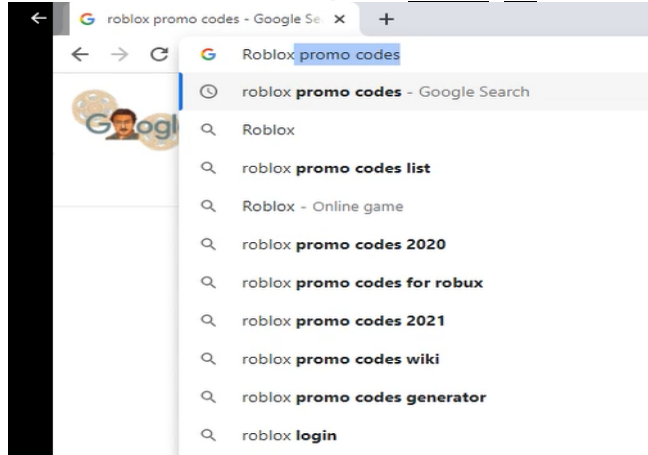 roblox promo codes - Google Se
Roblox promo codes
roblox promo codes - Google Search
Roblox
roblox promo codes list
Roblox - Online game
roblox promo codes 2020
roblox promo codes for robux
roblox promo codes 2021
roblox promo codes wiki
roblox promo codes generator
roblox login